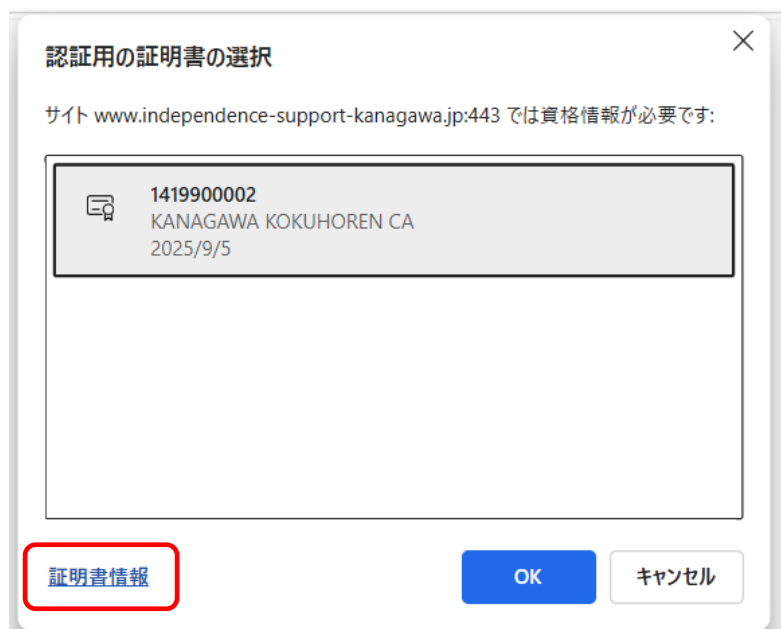 認証用の証明書の選択
サイト www.independence-support-kanagawa.jp:443 では資格情報が必要です:
1419900002
KANAGAWA KOKUHOREN CA
2025/9/5
証明書情報
OK
キャンセル